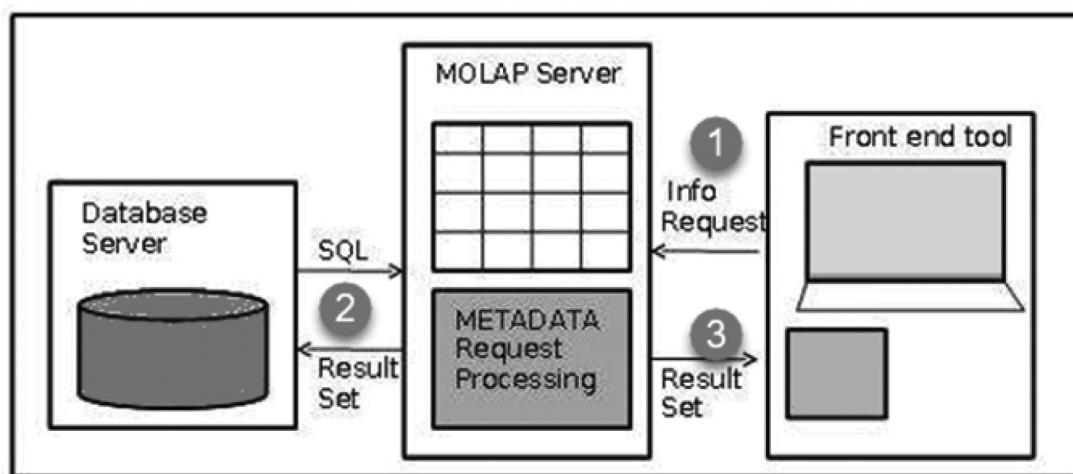 MOLAP Server
1
Front end tool
Info
Request
Database
Server
SQL
2
Result
Set
METADATA
Request
Processing
3
Result
Set